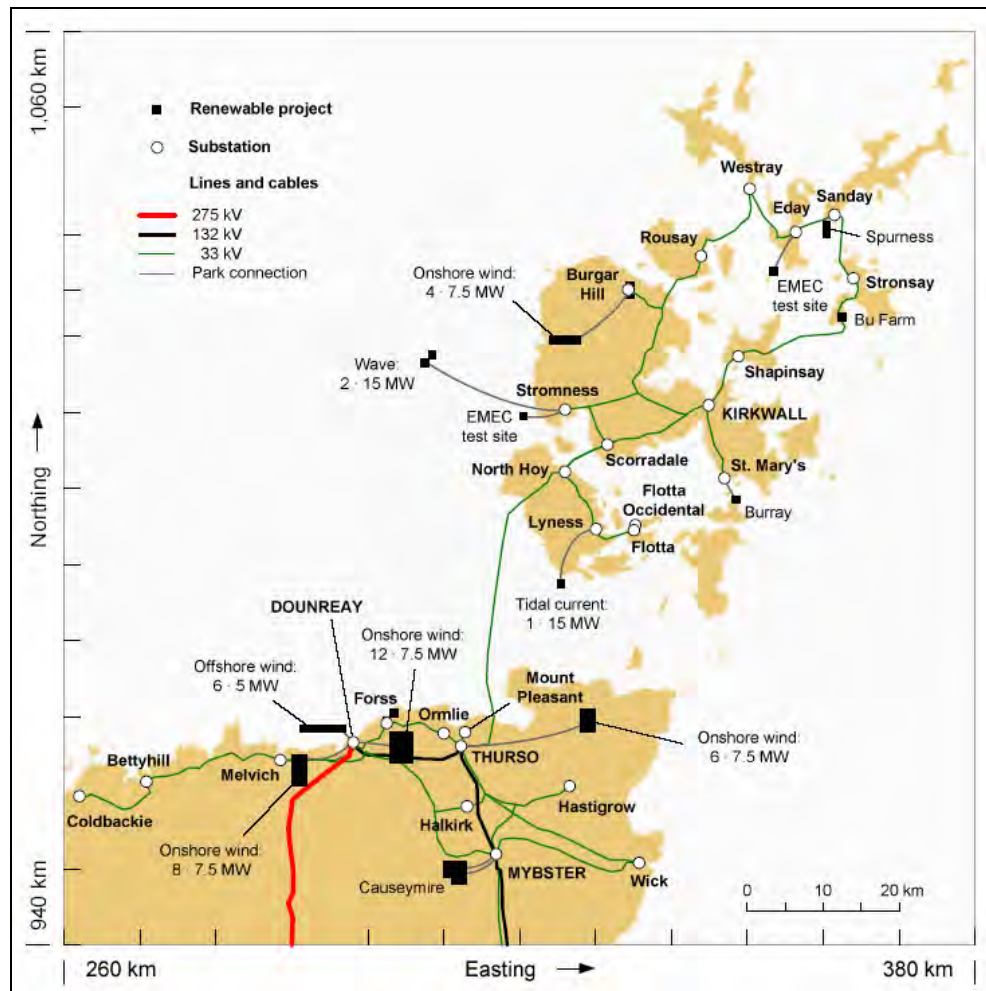 1.060 km
Northing
940 km
Renewable project
Substation
Lines and cables
275 kV
132 kV
33 kV
Park connection
Westray
Sanday
Eday
Spurness
Rousay
EMEC
test site
Stronsay
Bu Farm
Onshore wind:
4 · 7.5 MW
Burgar
Hill
Wave:
2 · 15 MW
Shapinsay
Stromness
EMEC
test site
KIRKWALL
Scorradale
North Hoy
St. Mary's
Flotta
Occidental
Burray
Lyness
Flotta
Tidal current:
1 · 15 MW
DOUNREAY
Onshore wind:
12 · 7.5 MW
Offshore wind:
6 · 5 MW
Mount
Pleasant
Forss
Ormlie
THURSO
Onshore wind:
6 · 7.5 MW
Bettyhill
Melvich
Coldbackie
Hastigrow
Halkirk
Onshore wind:
8 · 7.5 MW
MYBSTER
Causeymire
Wick
0 10 20 km
260 km
Easting
380 km